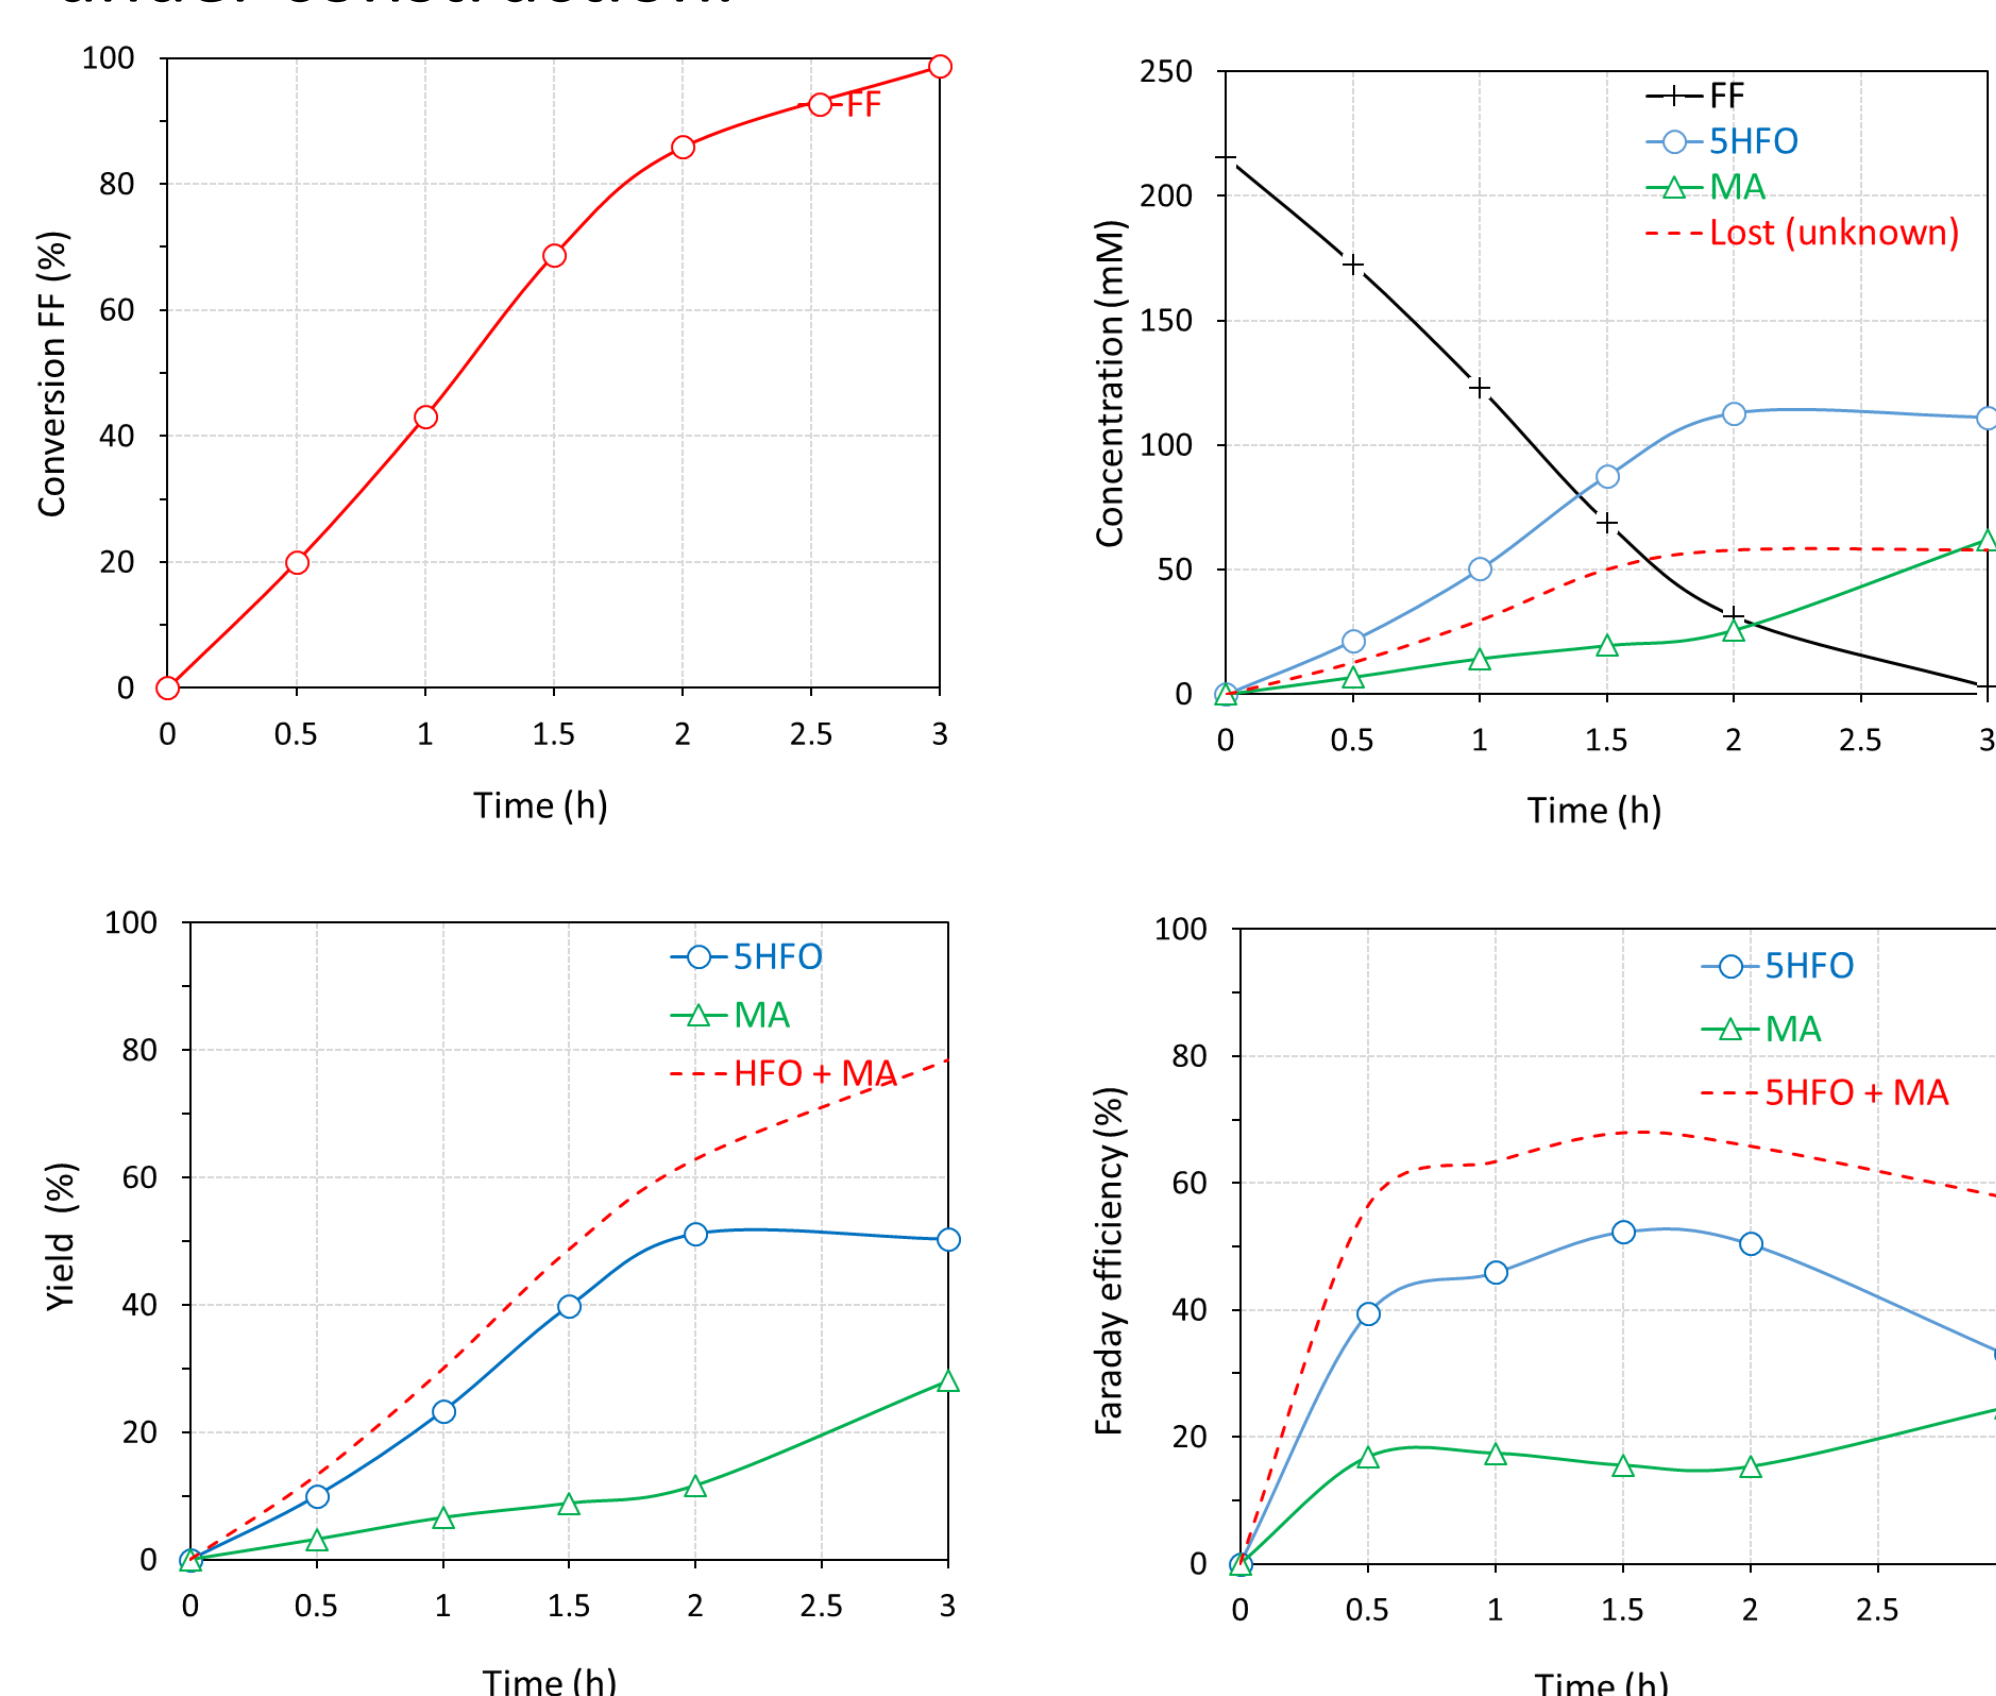 under construction.
100
80
60
40
20
0
Conversion FF (%)
FF
0 0.5 1 1.5 2 2.5 3
Time (h)
250
200
150
100
50
0
Concentration (mM)
FF
5HFO
MA
Lost (unknown)
0 0.5 1 1.5 2 2.5 3
Time (h)
100
80
60
40
20
0
Yield (%)
5HFO
MA
HFO + MA
0 0.5 1 1.5 2 2.5 3
Time (h)
100
80
60
40
20
0
Faraday efficiency (%)
5HFO
MA
5HFO + MA
0 0.5 1 1.5 2 2.5
Time (h)